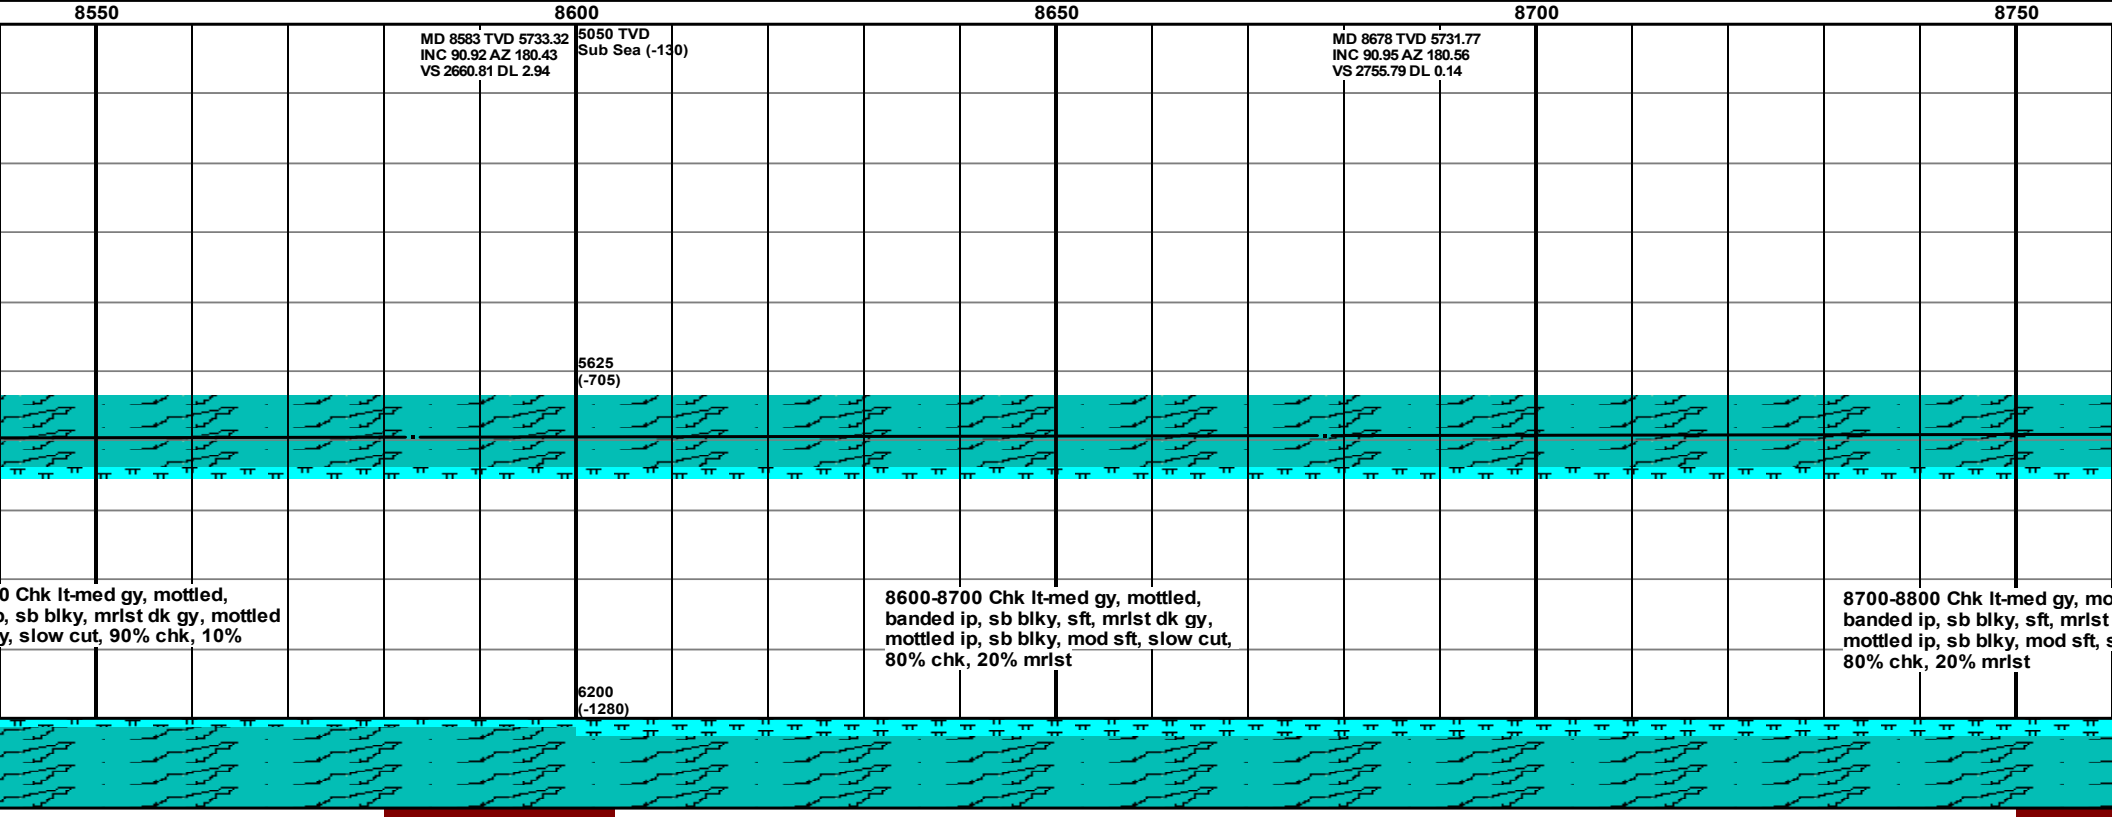 8550 8600 8650 8700 8750
MD 8583 TVD 5733.32
INC 90.92 AZ 180.43
VS 2660.81 DL 2.94
5050 TVD
Sub Sea (-130)
MD 8678 TVD 5731.77
INC 90.95 AZ 180.56
VS 2755.79 DL 0.14
5625
(-705)
0 Chk lt-med gy, mottled,
, sb blky, mrlst dk gy, mottled
y, slow cut, 90% chk, 10%
8600-8700 Chk lt-med gy, mottled,
banded ip, sb blky, sft, mrlst dk gy,
mottled ip, sb blky, mod sft, slow cut,
80% chk, 20% mrlst
8700-8800 Chk lt-med gy, mo
banded ip, sb blky, sft, mrlst
mottled ip, sb blky, mod sft, s
80% chk, 20% mrlst
6200
(-1280)